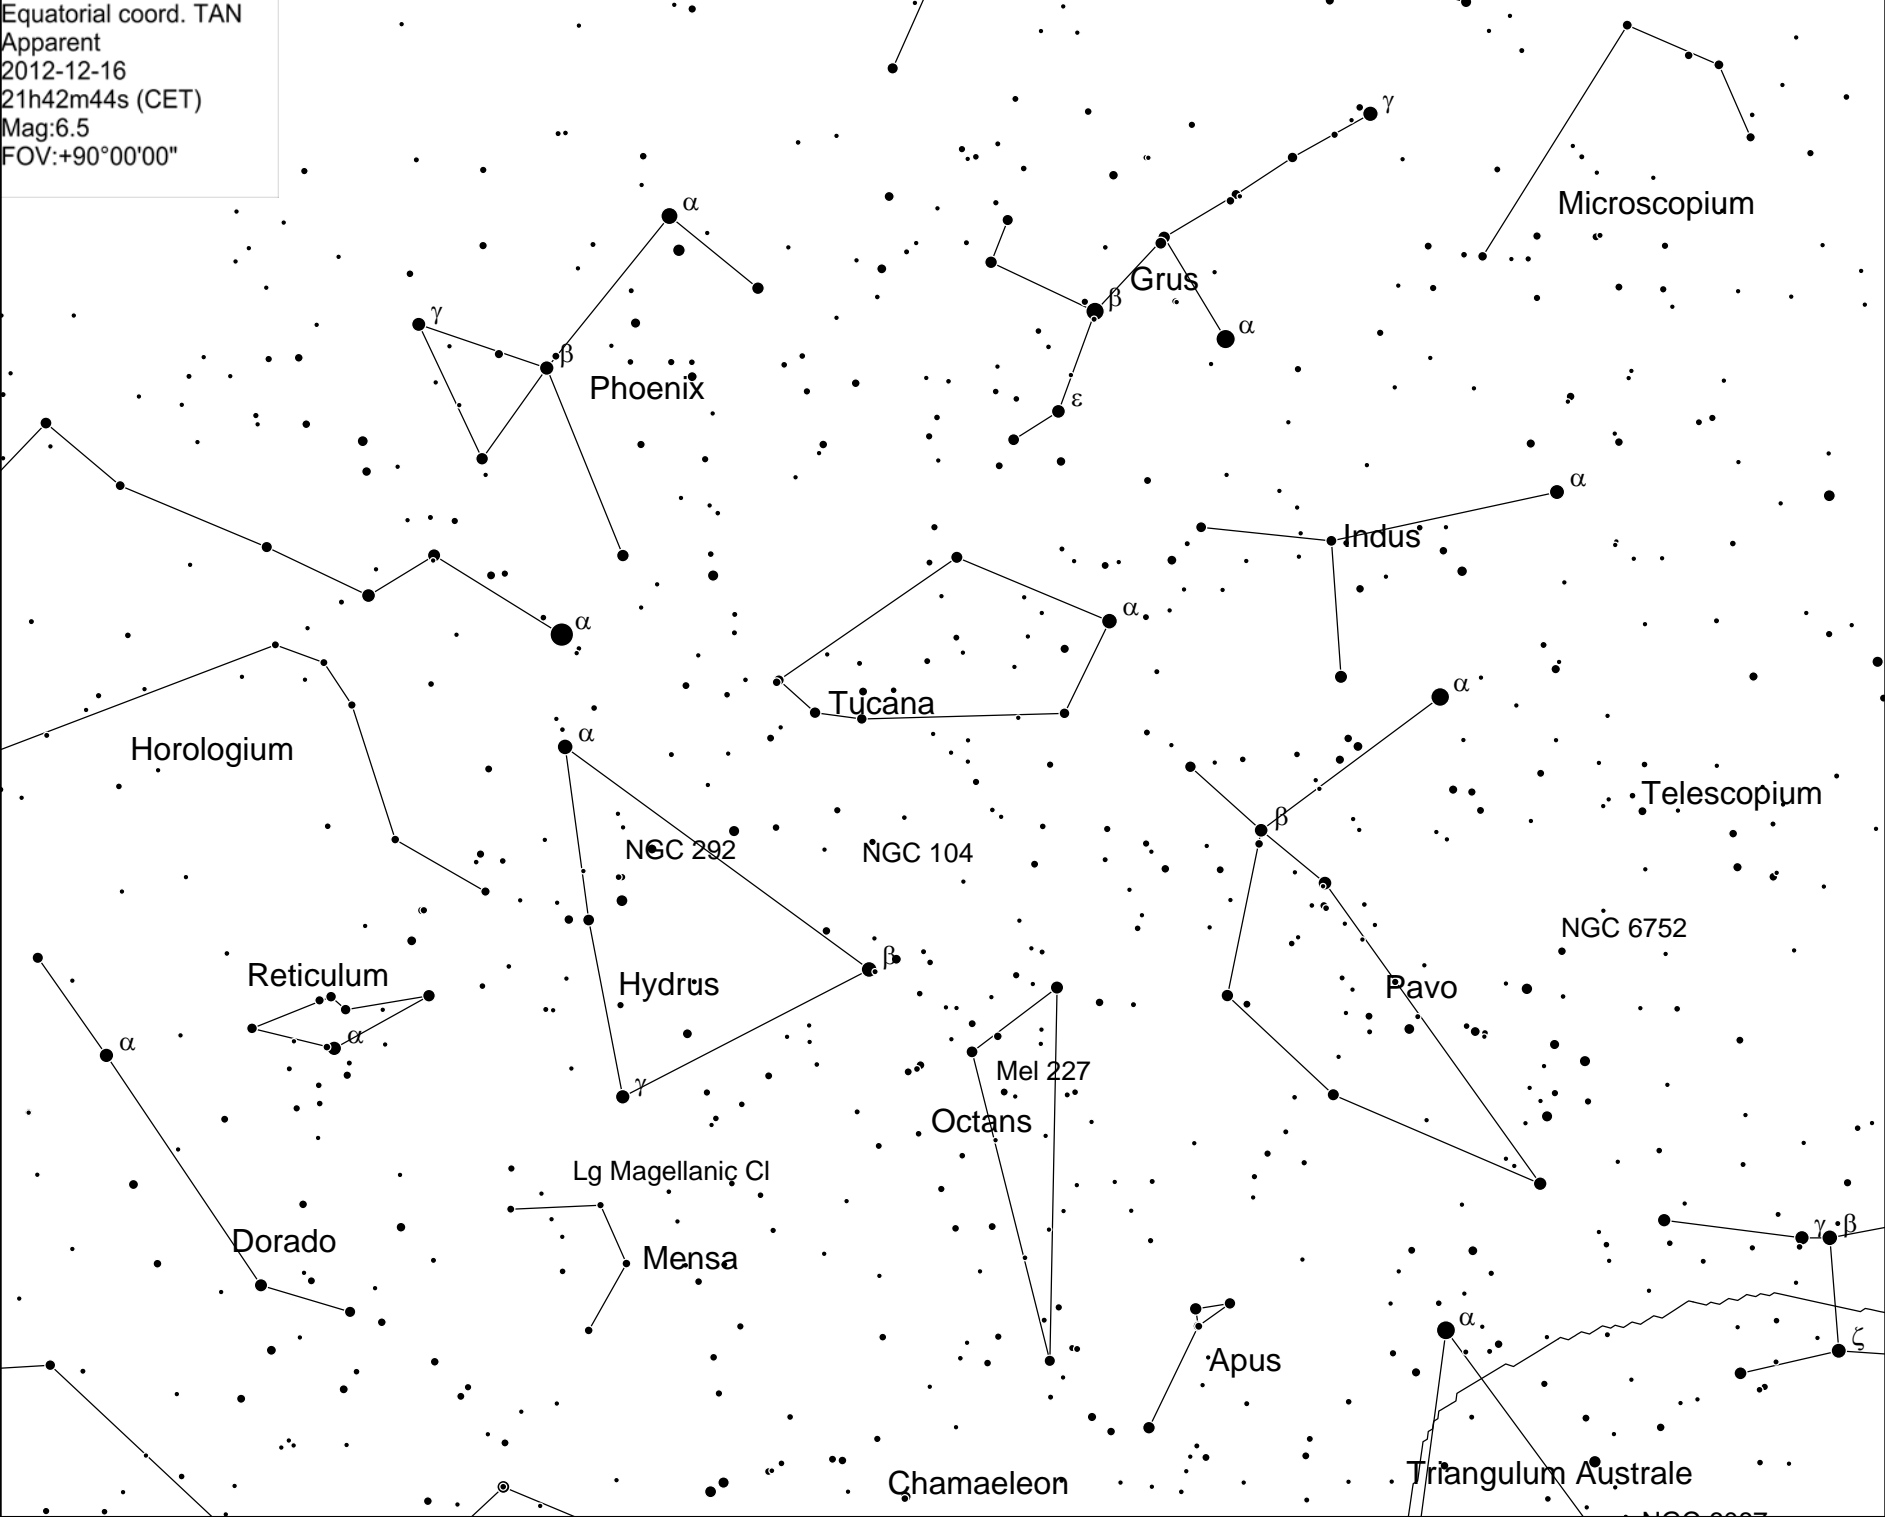 Equatorial coord. TAN
Apparent
2012-12-16
21h42m44s (CET)
Mag:6.5
FOV:+90°00'00"
γ
Microscopium
α
Grus
β
α
γ
β
Phoenix
ε
α
Indus
α
α
α
Tucana
α
Horologium
Telescopium
β
NGC 292
NGC 104
NGC 6752
β
Reticulum
Hydrus
Pavo
α
α
Mel 227
γ
Octans
Lg Magellanic Cl
γ
β
Dorado
Mensa
α
ζ
Apus
Triangulum Australe
Chamaeleon